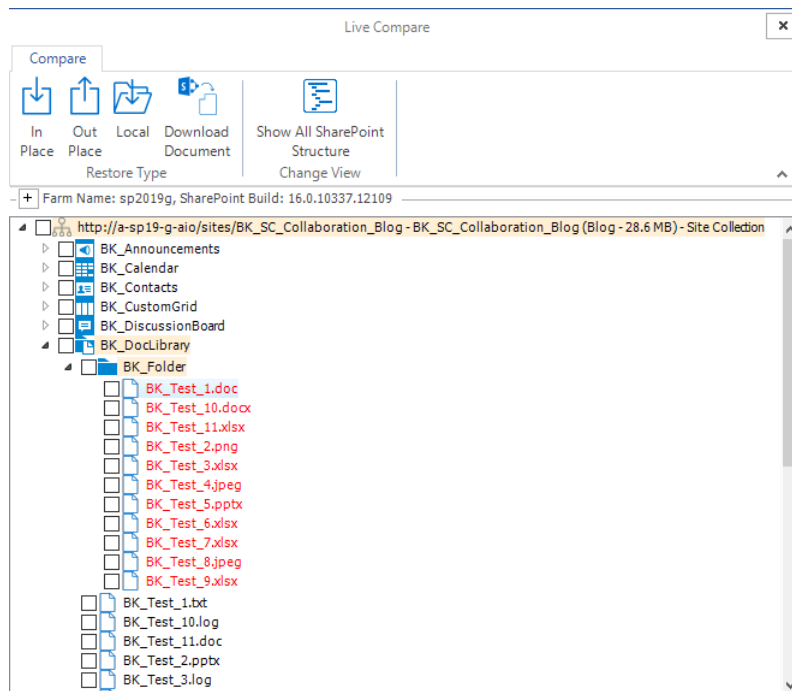 Live Compare
Compare
In Place
Out Place
Local
Download Document
Show All SharePoint Structure
Restore Type
Change View
Farm Name: sp2019g, SharePoint Build: 16.0.10337.12109
http://a-sp19-g-aio/sites/BK_SC_Collaboration_Blog - BK_SC_Collaboration_Blog (Blog - 28.6 MB) - Site Collection
BK_Announcements
BK_Calendar
BK_Contacts
BK_CustomGrid
BK_DiscussionBoard
BK_DocLibrary
BK_Folder
BK_Test_1.doc
BK_Test_10.docx
BK_Test_11.xlsx
BK_Test_2.png
BK_Test_3.xlsx
BK_Test_4.jpeg
BK_Test_5.pptx
BK_Test_6.xlsx
BK_Test_7.xlsx
BK_Test_8.jpeg
BK_Test_9.xlsx
BK_Test_1.txt
BK_Test_10.log
BK_Test_11.doc
BK_Test_2.pptx
BK_Test_3.log